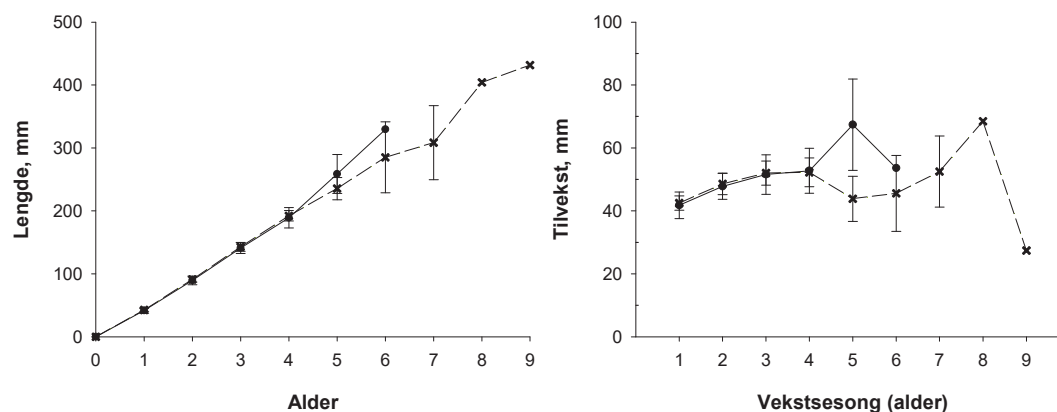 500
400
300
200
100
0
Lengde, mm
0 1 2 3 4 5 6 7 8 9
Alder
100
80
60
40
20
0
Tilvekst, mm
1 2 3 4 5 6 7 8 9
Vekstsesong (alder)